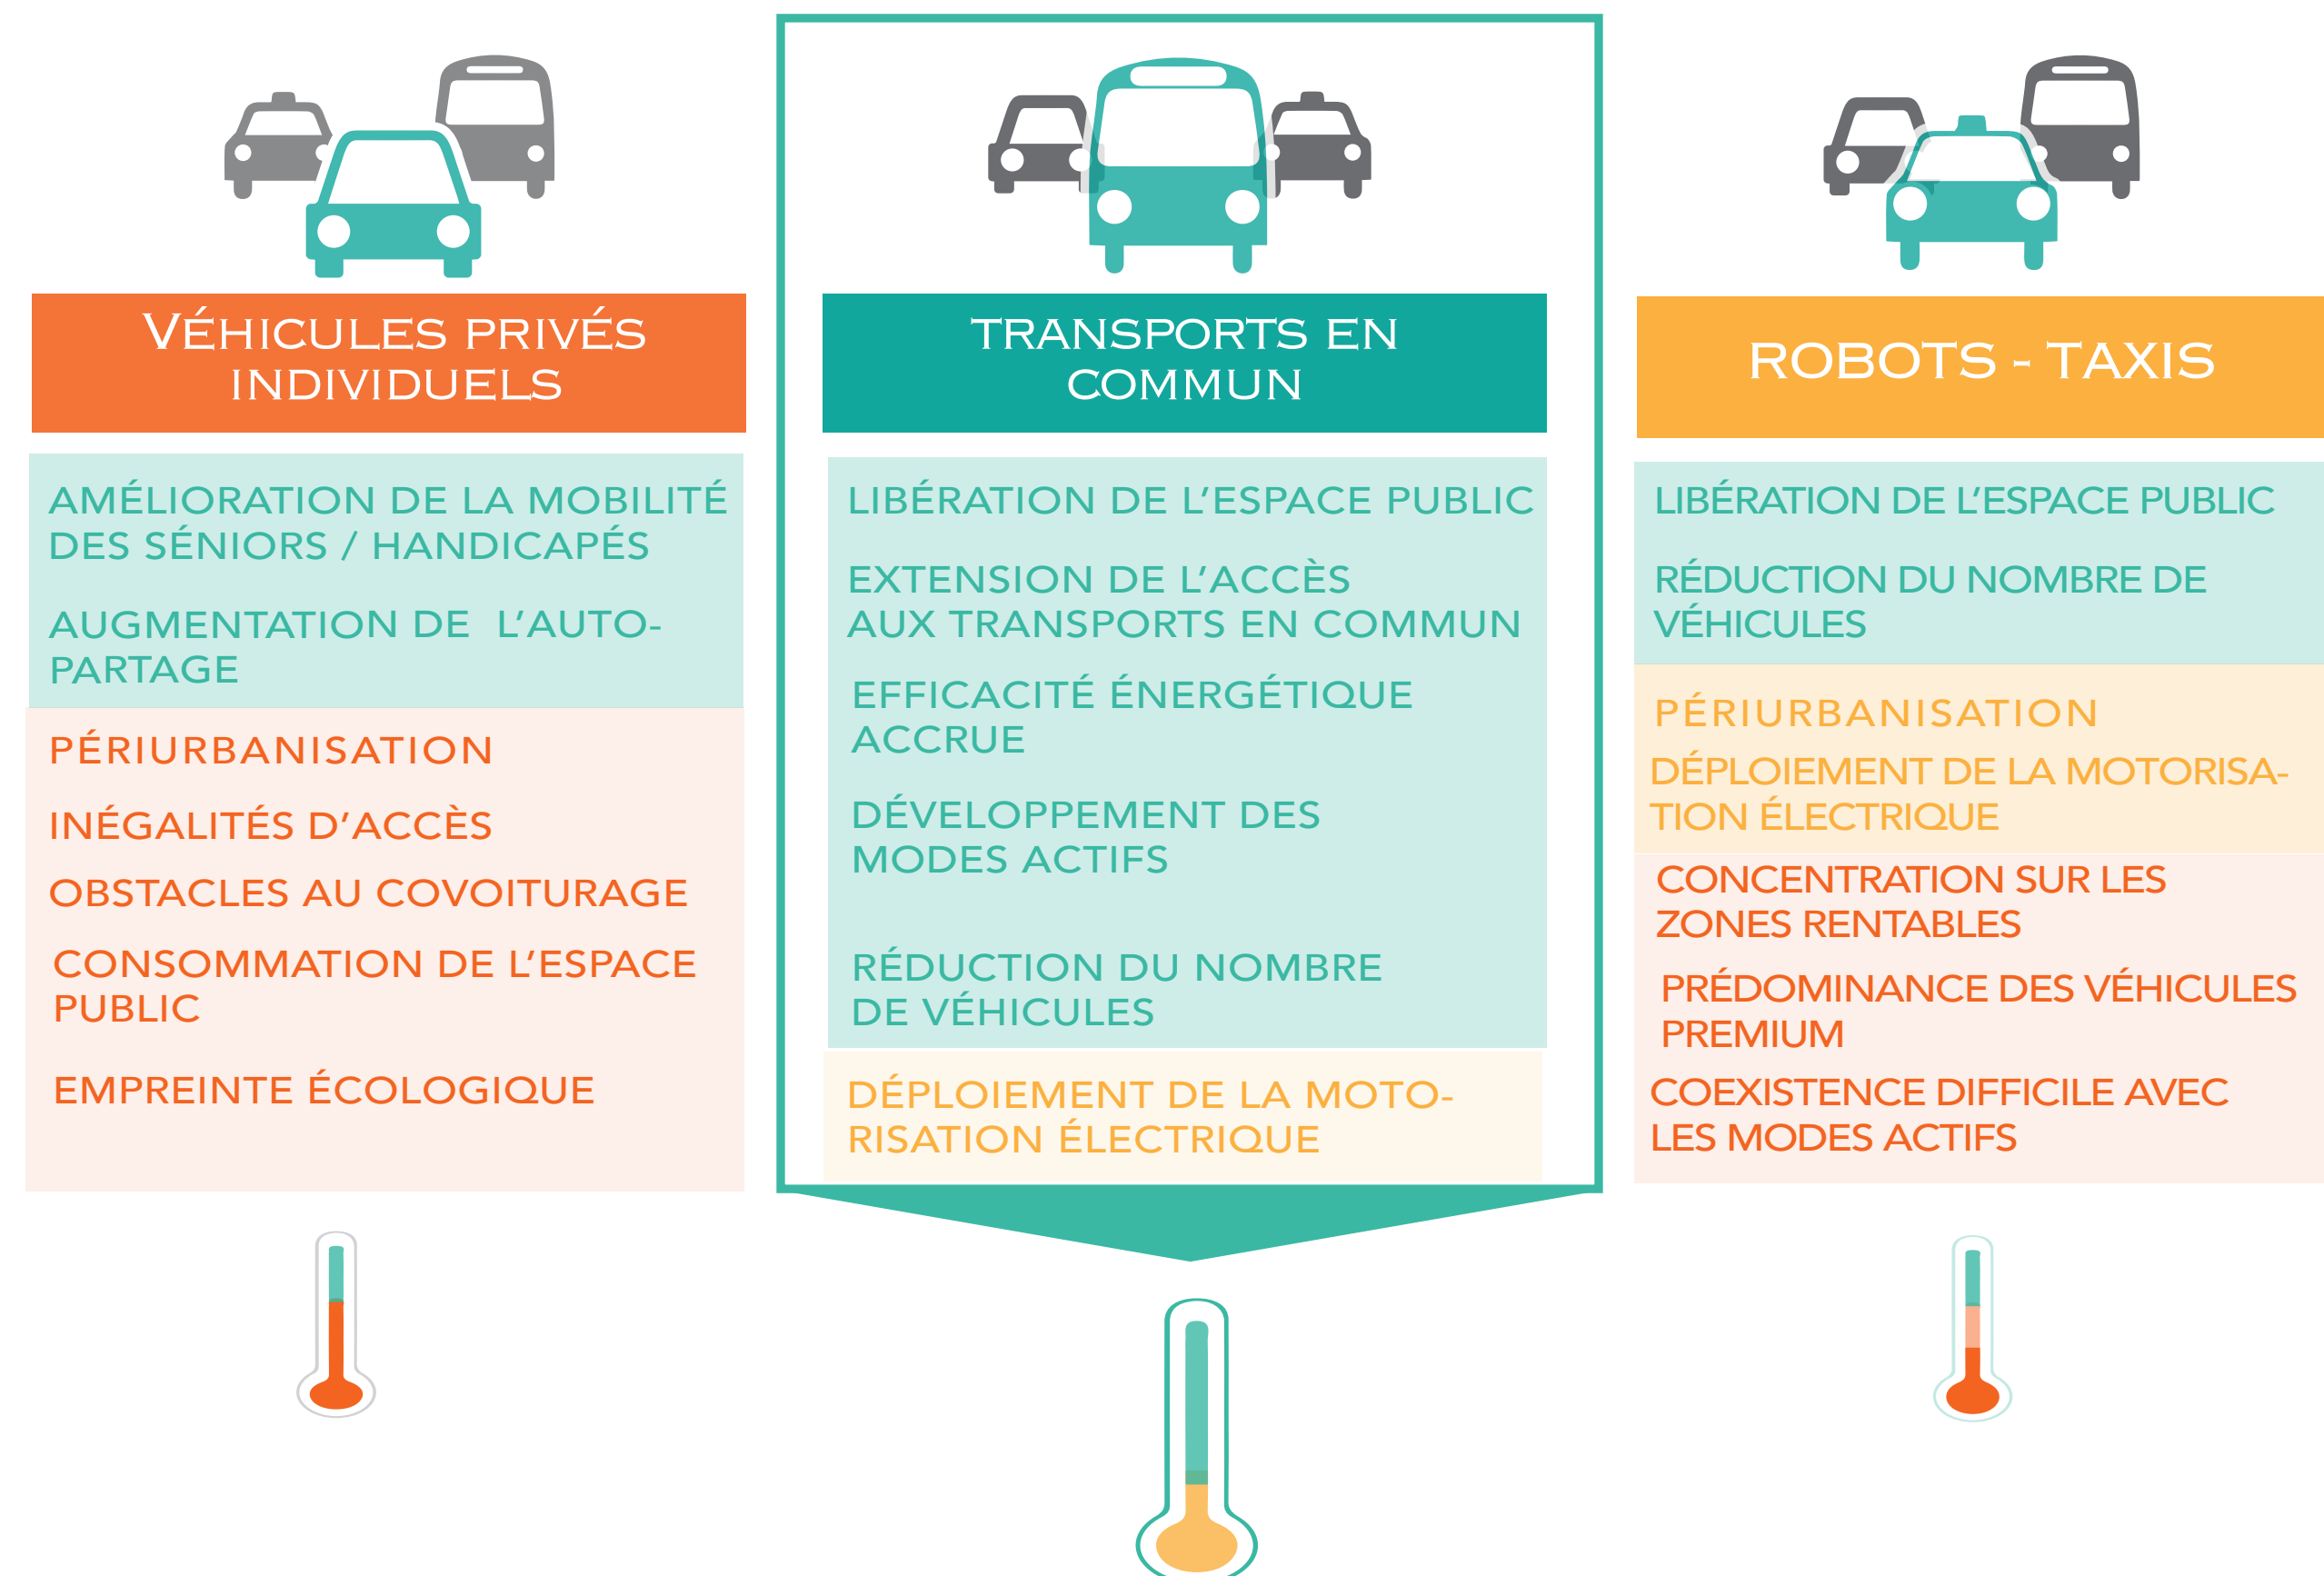 VÉHICULES PRIVÉS
INDIVIDUELS
AMÉLIORATION DE LA MOBILITÉ
DES SÉNIORS / HANDICAPÉS
AUGMENTATION DE L'AUTO-
PARTAGE
PÉRIURBANISATION
INÉGALITÉS D'ACCÈS
OBSTACLES AU COVOITURAGE
CONSOMMATION DE L'ESPACE
PUBLIC
EMPREINTE ÉCOLOGIQUE
TRANSPORTS EN
COMMUN
LIBÉRATION DE L'ESPACE PUBLIC
EXTENSION DE L'ACCÈS
AUX TRANSPORTS EN COMMUN
EFFICACITÉ ÉNERGÉTIQUE
ACCRUE
DÉVELOPPEMENT DES
MODES ACTIFS
RÉDUCTION DU NOMBRE
DE VÉHICULES
DÉPLOIEMENT DE LA MOTO-
RISATION ÉLECTRIQUE
ROBOTS - TAXIS
LIBÉRATION DE L'ESPACE PUBLIC
RÉDUCTION DU NOMBRE DE
VÉHICULES
PÉRIURBANISATION
DÉPLOIEMENT DE LA MOTORISA-
TION ÉLECTRIQUE
CONCENTRATION SUR LES
ZONES RENTABLES
PRÉDOMINANCE DES VÉHICULES
PREMIUM
COEXISTENCE DIFFICILE AVEC
LES MODES ACTIFS